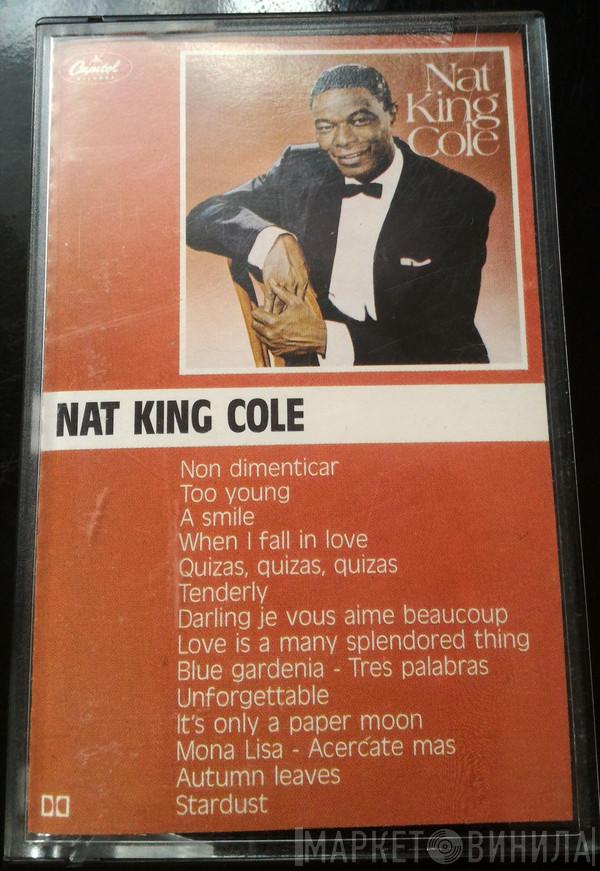 Capitol
RECORDS
Nat
King
Cole
NAT KING COLE
Non dimenticar
Too young
A smile
When I fall in love
Quizas, quizas, quizas
Tenderly
Darling je vous aime beaucoup
Love is a many splendored thing
Blue gardenia - Tres palabras
Unforgettable
It's only a paper moon
Mona Lisa - Acercate mas
Autumn leaves
Stardust
МАРКЕТ ВИНИЛА